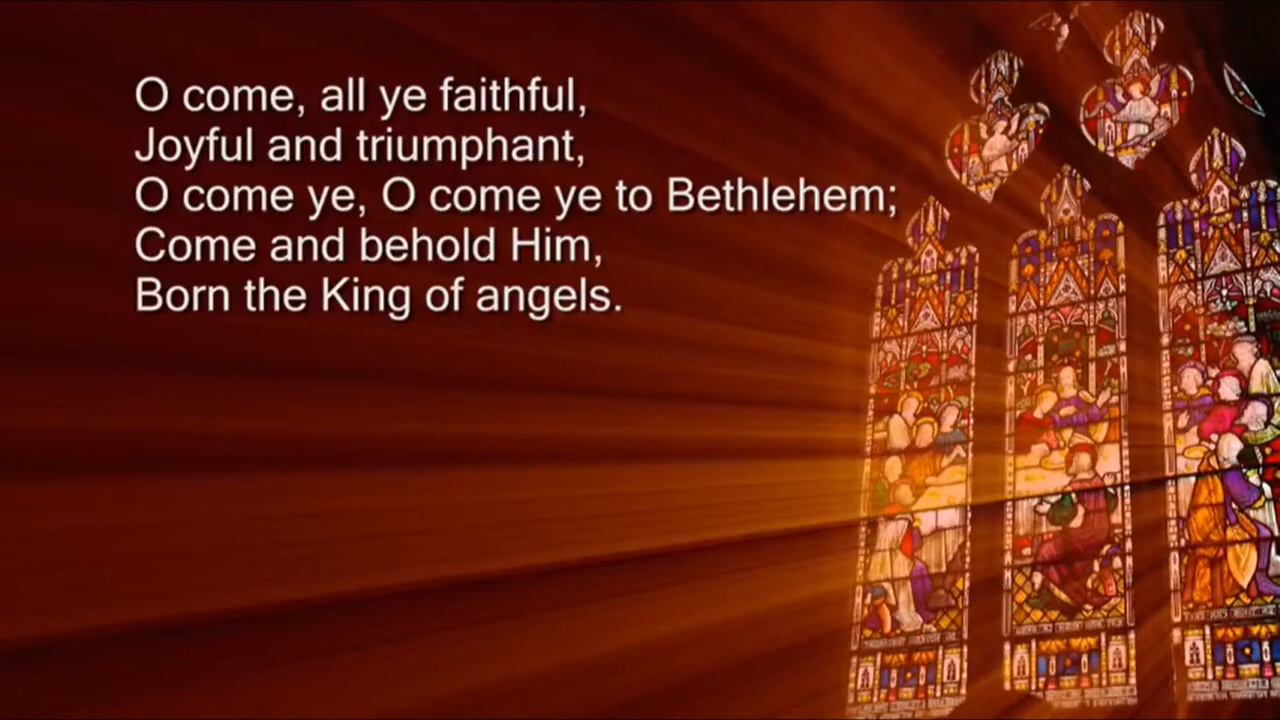 O come, all ye faithful,
Joyful and triumphant,
O come ye, O come ye to Bethlehem;
Come and behold Him,
Born the King of angels.